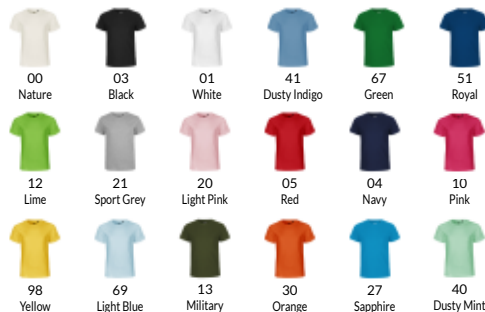 00 03 01 41 67 51
Nature Black White Dusty Indigo Green Royal
12 21 20 05 04 10
Lime Sport Grey Light Pink Red Navy Pink
98 69 13 30 27 40
Yellow Light Blue Military Orange Sapphire Dusty Mint